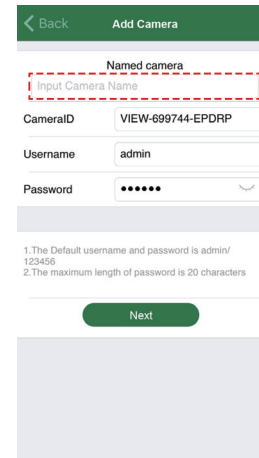 Back Add Camera
Named camera
Input Camera Name
CameraID VIEW-699744-EPDRP
Username admin
Password ●●●●●●
1.The Default username and password is admin/
123456
2.The maximum length of password is 20 characters
Next